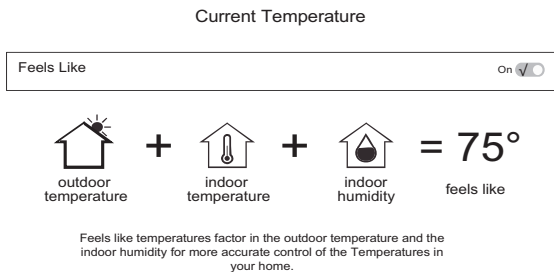 Current Temperature
Feels Like On
+ + = 75°
outdoor temperature indoor temperature indoor humidity feels like
Feels like temperatures factor in the outdoor temperature and the
indoor humidity for more accurate control of the Temperatures in
your home.